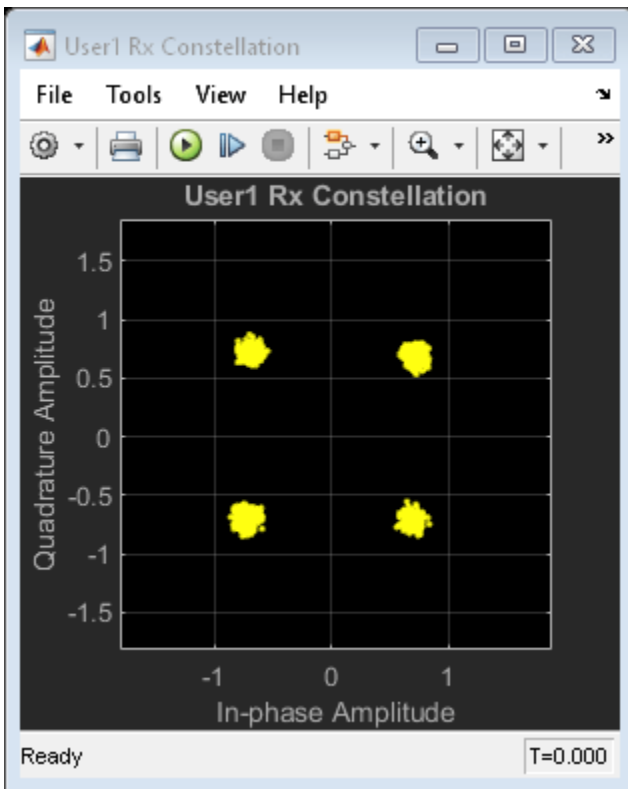 User1 Rx Constellation
File Tools View Help
»
User1 Rx Constellation
1.5
1
0.5
0
-0.5
-1
-1.5
Quadrature Amplitude
-1 0 1
In-phase Amplitude
Ready T=0.000